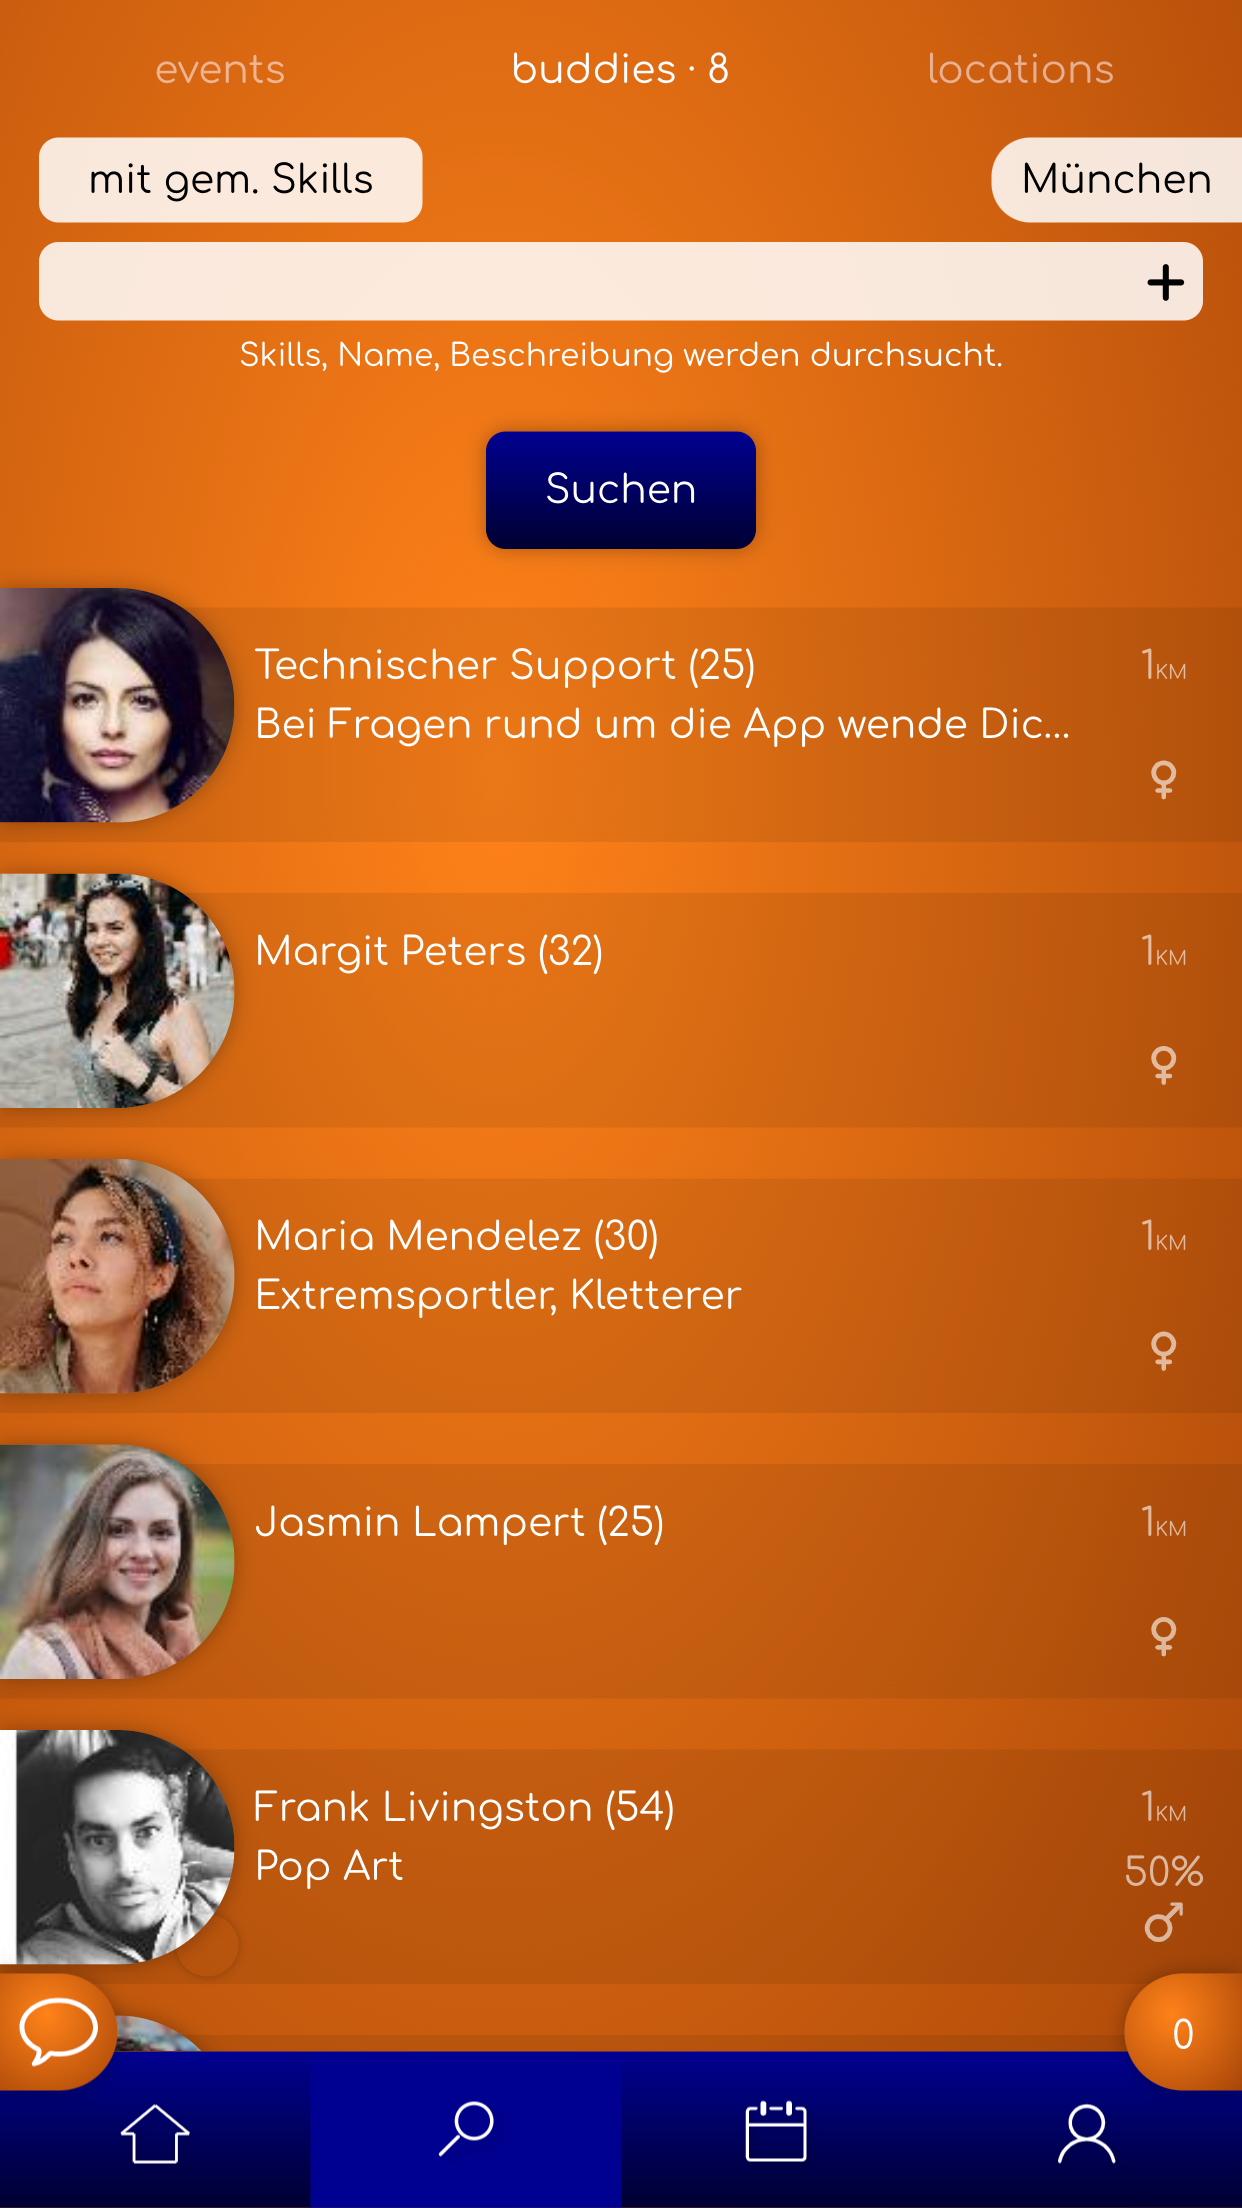 events
buddies · 8
locations
mit gem. Skills
München
Skills, Name, Beschreibung werden durchsucht.
Suchen
Technischer Support (25)
1KM
Bei Fragen rund um die App wende Dic...
Margit Peters (32)
1KM
Maria Mendelez (30)
1KM
Extremsportler, Kletterer
Jasmin Lampert (25)
1KM
Frank Livingston (54)
1KM
Pop Art
50%
0